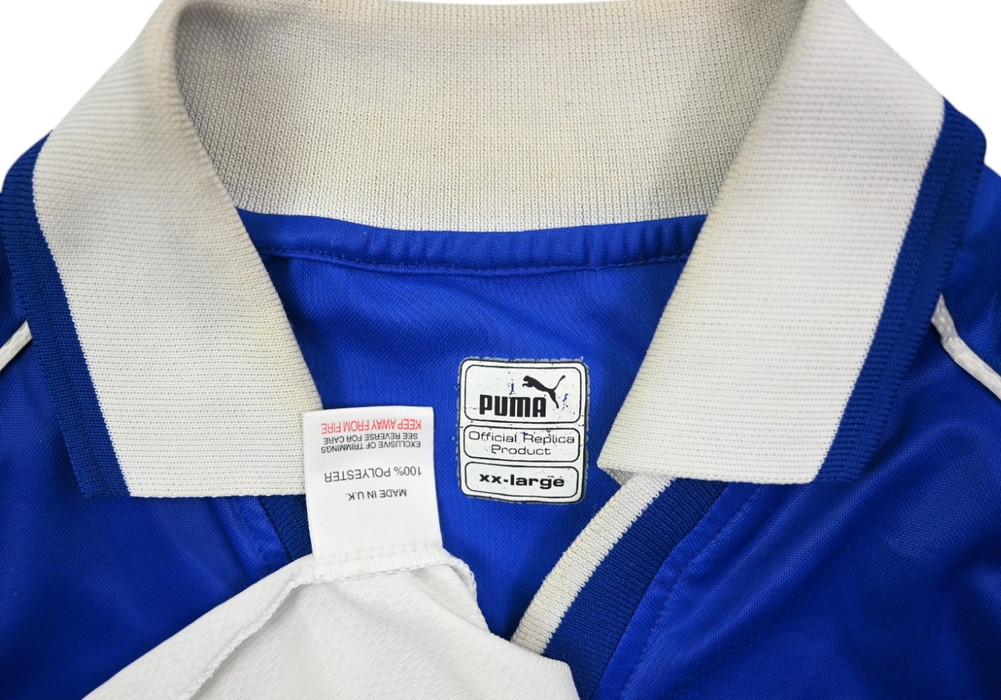 PUMA
Official Replica
Product
xx-large
MADE IN U.K.
100% POLYESTER
EXCLUSIVE OF TRIMMINGS
SEE REVERSE FOR CARE
KEEP AWAY FROM FIRE